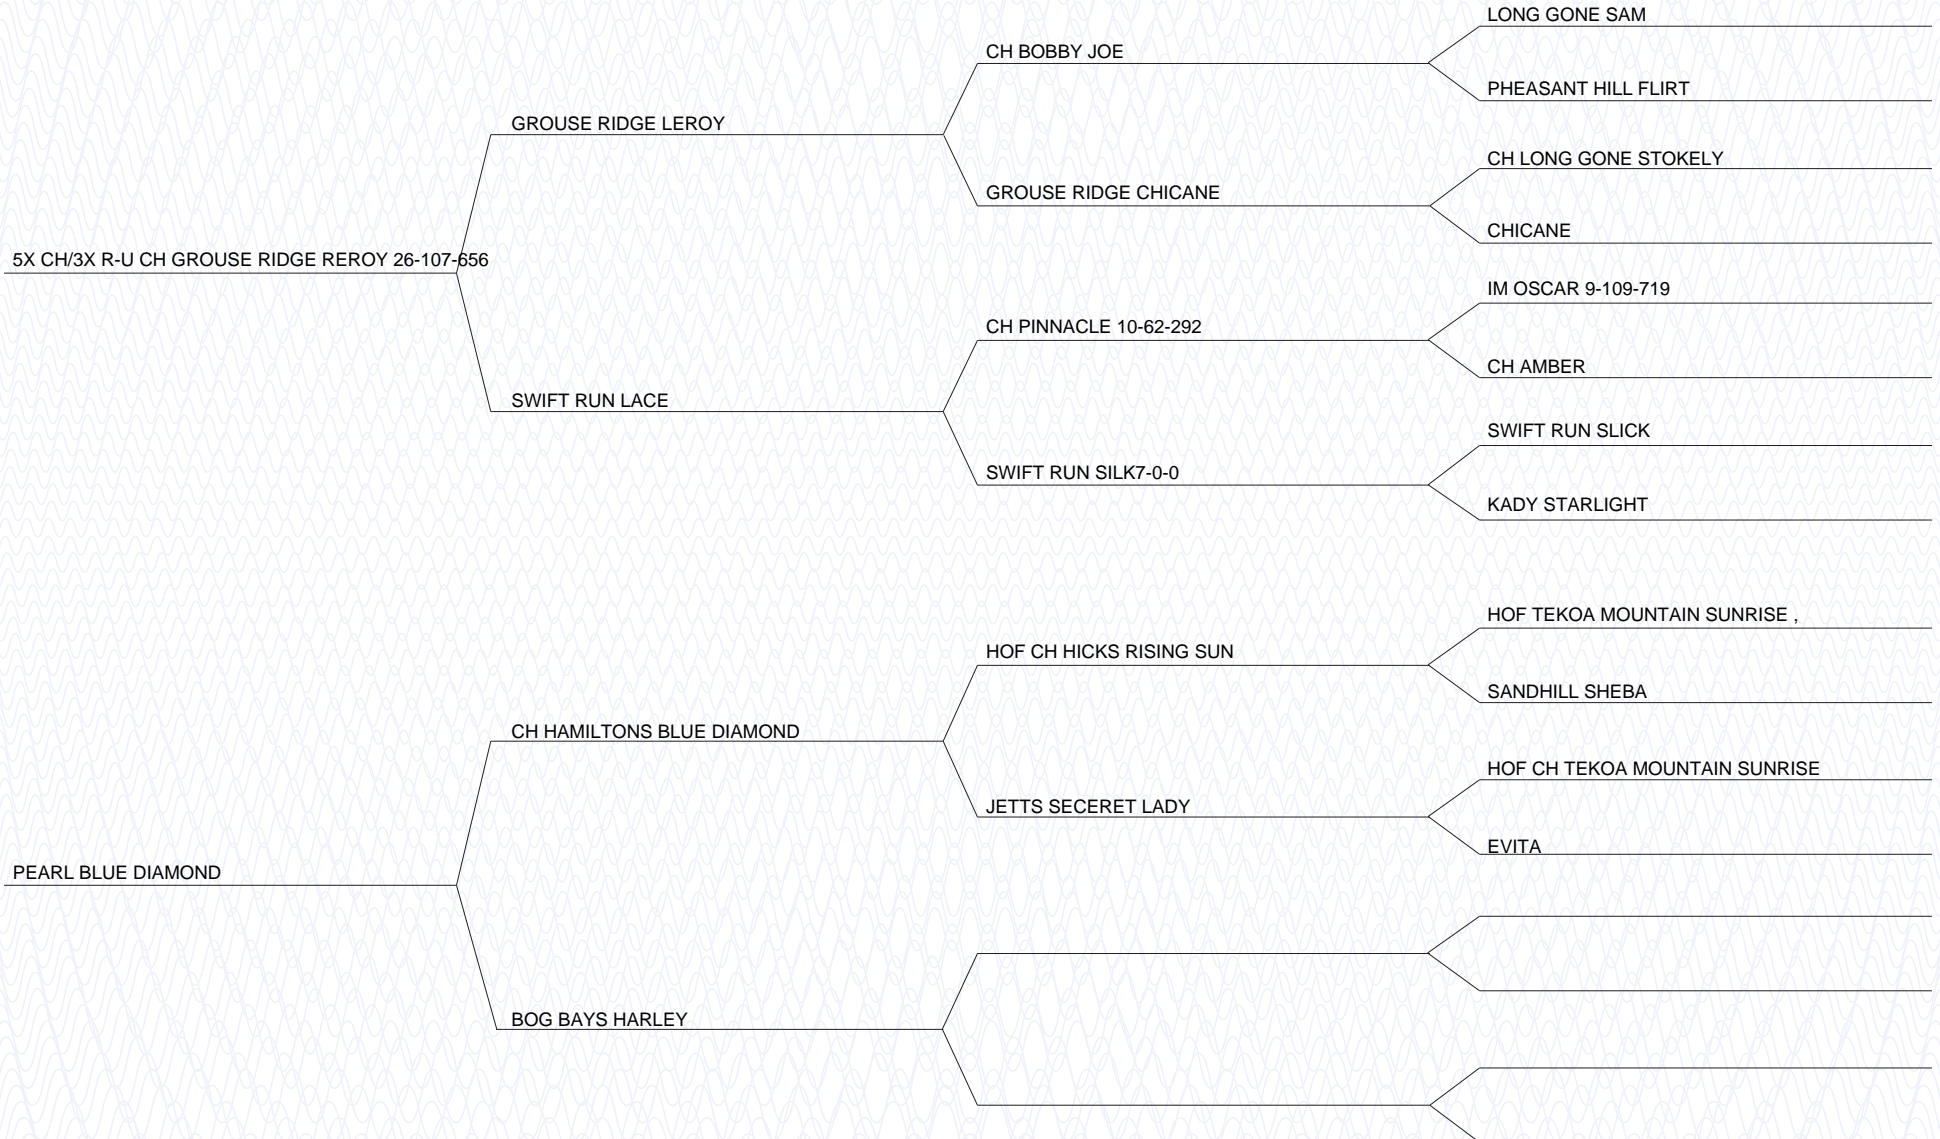 LONG GONE SAM
CH BOBBY JOE
PHEASANT HILL FLIRT
GROUSE RIDGE LEROY
CH LONG GONE STOKELY
GROUSE RIDGE CHICANE
CHICANE
5X CH/3X R-U CH GROUSE RIDGE REROY 26-107-656
IM OSCAR 9-109-719
CH PINNACLE 10-62-292
CH AMBER
SWIFT RUN LACE
SWIFT RUN SLICK
SWIFT RUN SILK7-0-0
KADY STARLIGHT
HOF TEKOA MOUNTAIN SUNRISE ,
HOF CH HICKS RISING SUN
SANDHILL SHEBA
CH HAMILTONS BLUE DIAMOND
HOF CH TEKOA MOUNTAIN SUNRISE
JETTS SECERET LADY
EVITA
PEARL BLUE DIAMOND
BOG BAYS HARLEY